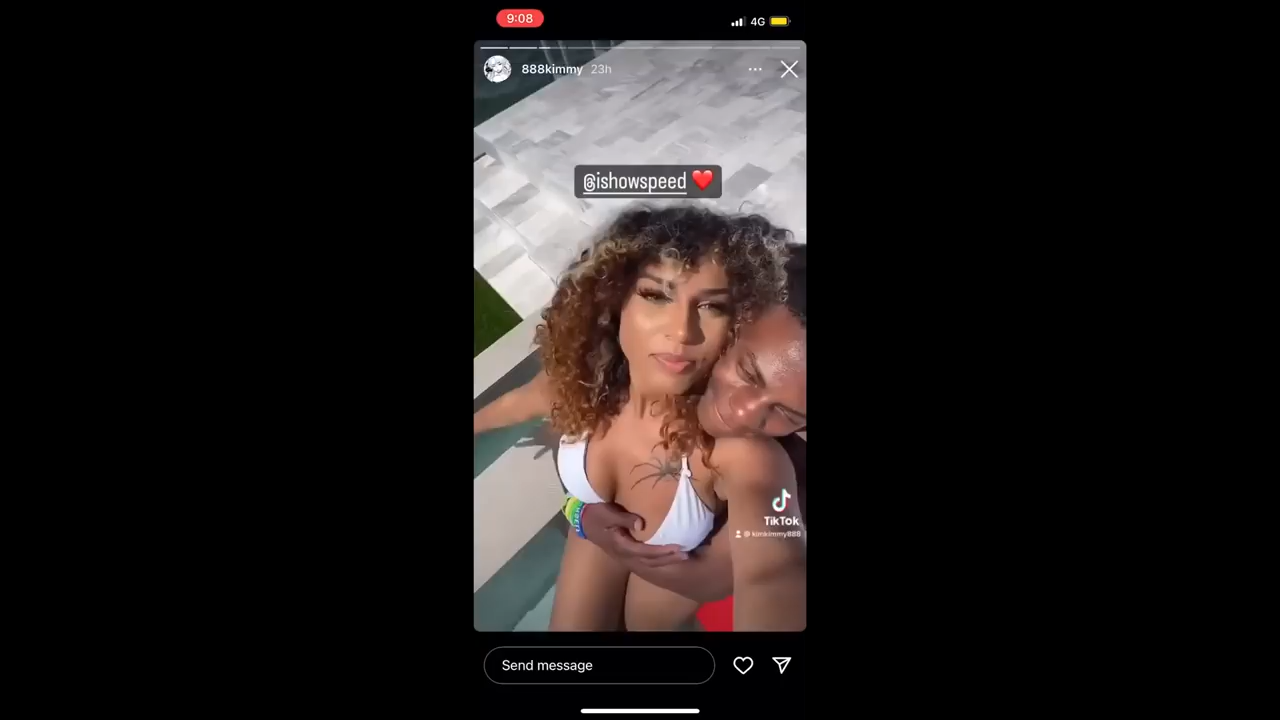 9:08
4G
888kimmy 23h
@ishowspeed ❤️
TikTok
@kimkimmy888
Send message